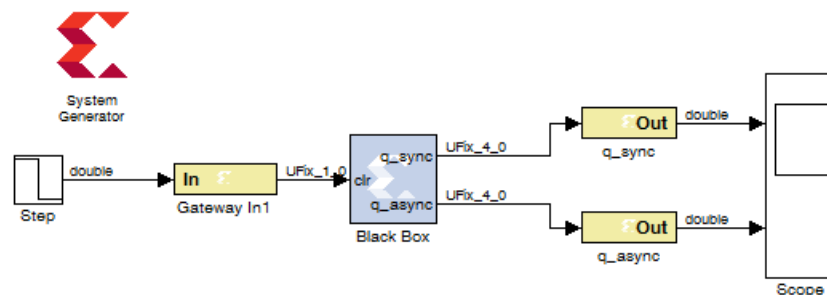 System
Generator
double
Step
In
Gateway In1
UFix_1_0
clr
q_sync
q_async
Black Box
UFix_4_0
UFix_4_0
Out
q_sync
double
Out
q_async
double
Scope